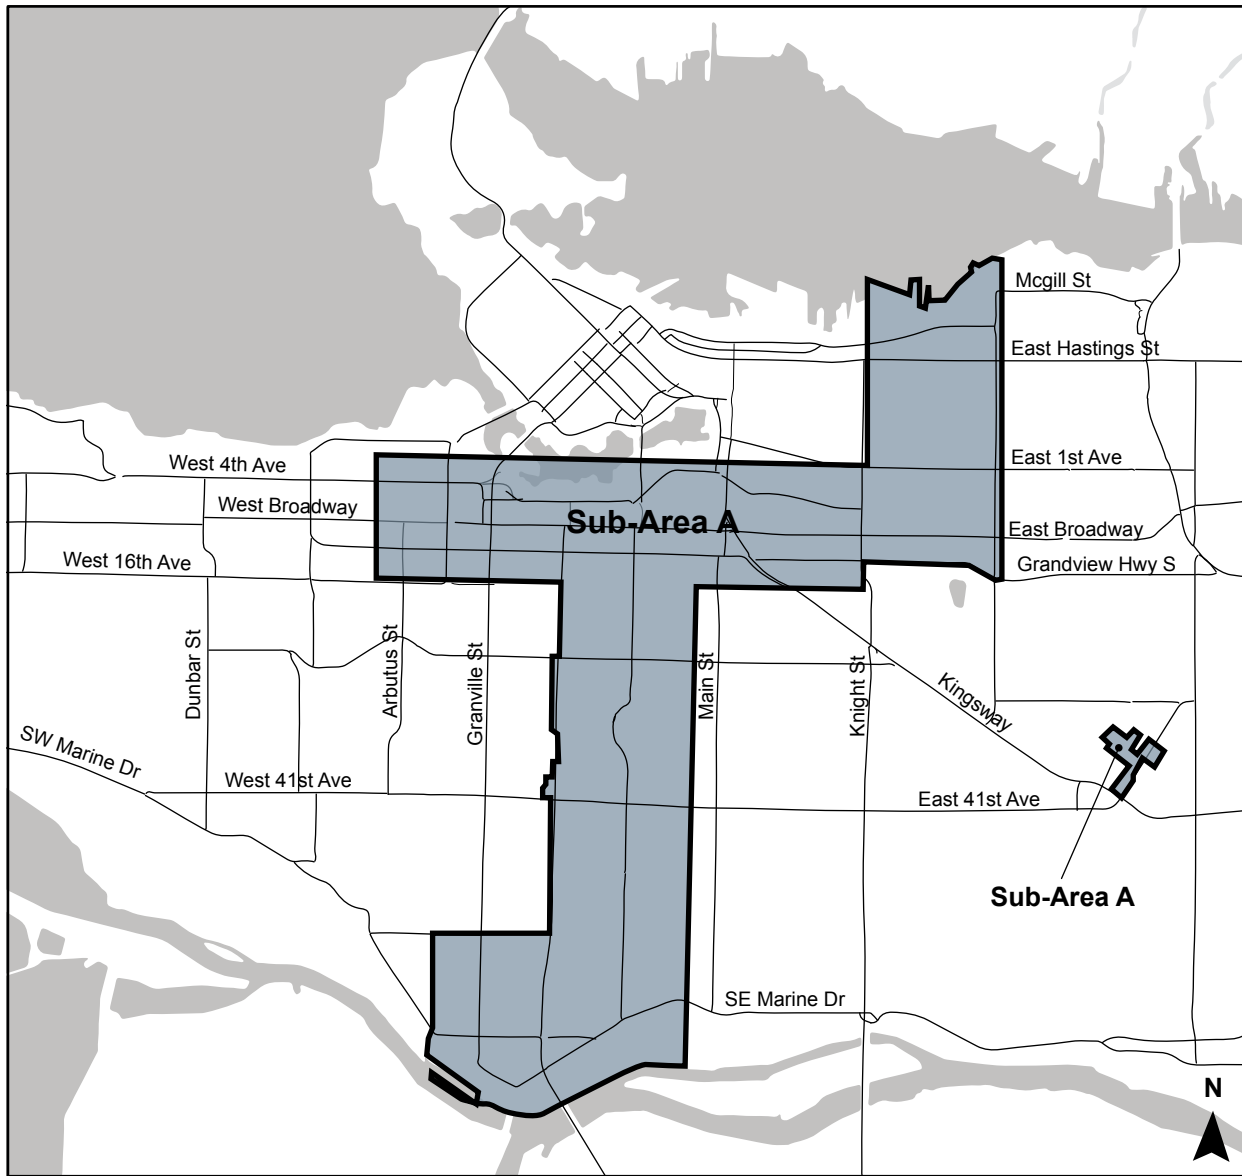 Mcgill St
East Hastings St
West 4th Ave
East 1st Ave
West Broadway
Sub-Area A
East Broadway
West 16th Ave
Grandview Hwy S
Dunbar St
Arbutus St
Granville St
Main St
Knight St
Kingsway
SW Marine Dr
West 41st Ave
East 41st Ave
Sub-Area A
SE Marine Dr
N